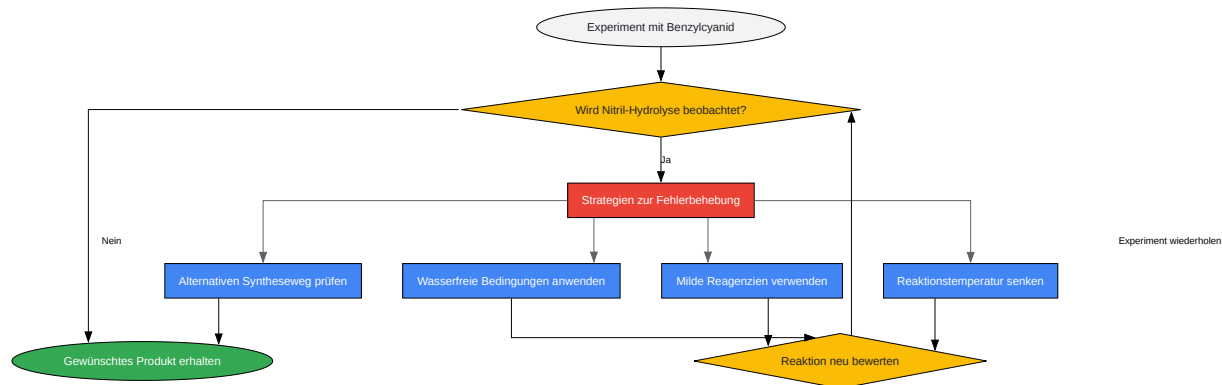 Experiment mit Benzylcyanid
Wird Nitril-Hydrolyse beobachtet?
Ja
Strategien zur Fehlerbehebung
Nein
Experiment wiederholen
Alternativen Syntheseweg prüfen
Wasserfreie Bedingungen anwenden
Milde Reagenzien verwenden
Reaktionstemperatur senken
Gewünschtes Produkt erhalten
Reaktion neu bewerten